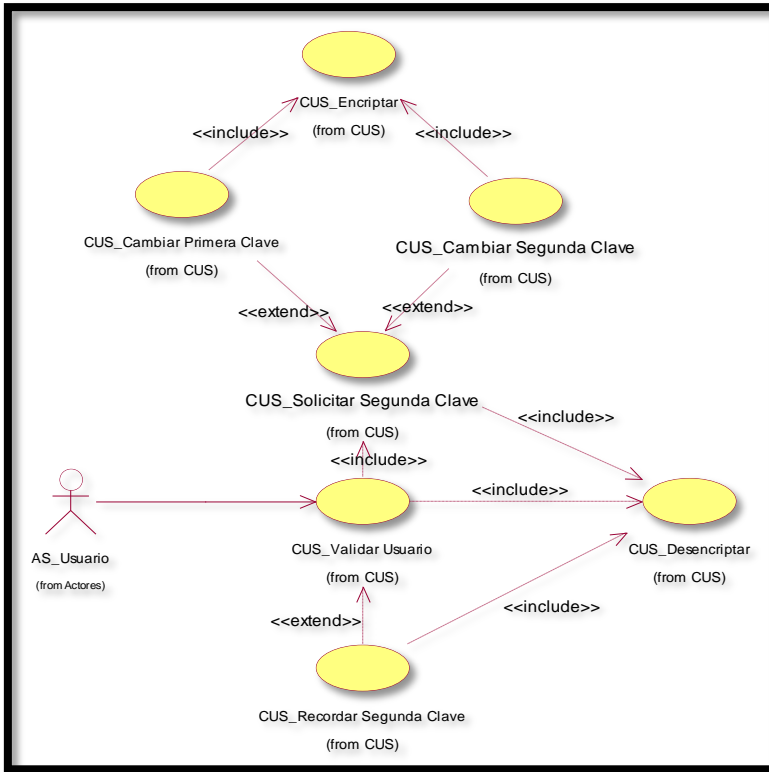 CUS_Encriptar
(from CUS)
<<include>>
<<include>>
CUS_Cambiar Primera Clave
(from CUS)
CUS_Cambiar Segunda Clave
(from CUS)
<<extend>>
<<extend>>
CUS_Solicitar Segunda Clave
(from CUS)
<<include>>
<<include>>
AS_Usuario
(from Actores)
CUS_Validar Usuario
(from CUS)
<<include>>
CUS_Desencriptar
(from CUS)
<<extend>>
<<include>>
CUS_Recordar Segunda Clave
(from CUS)